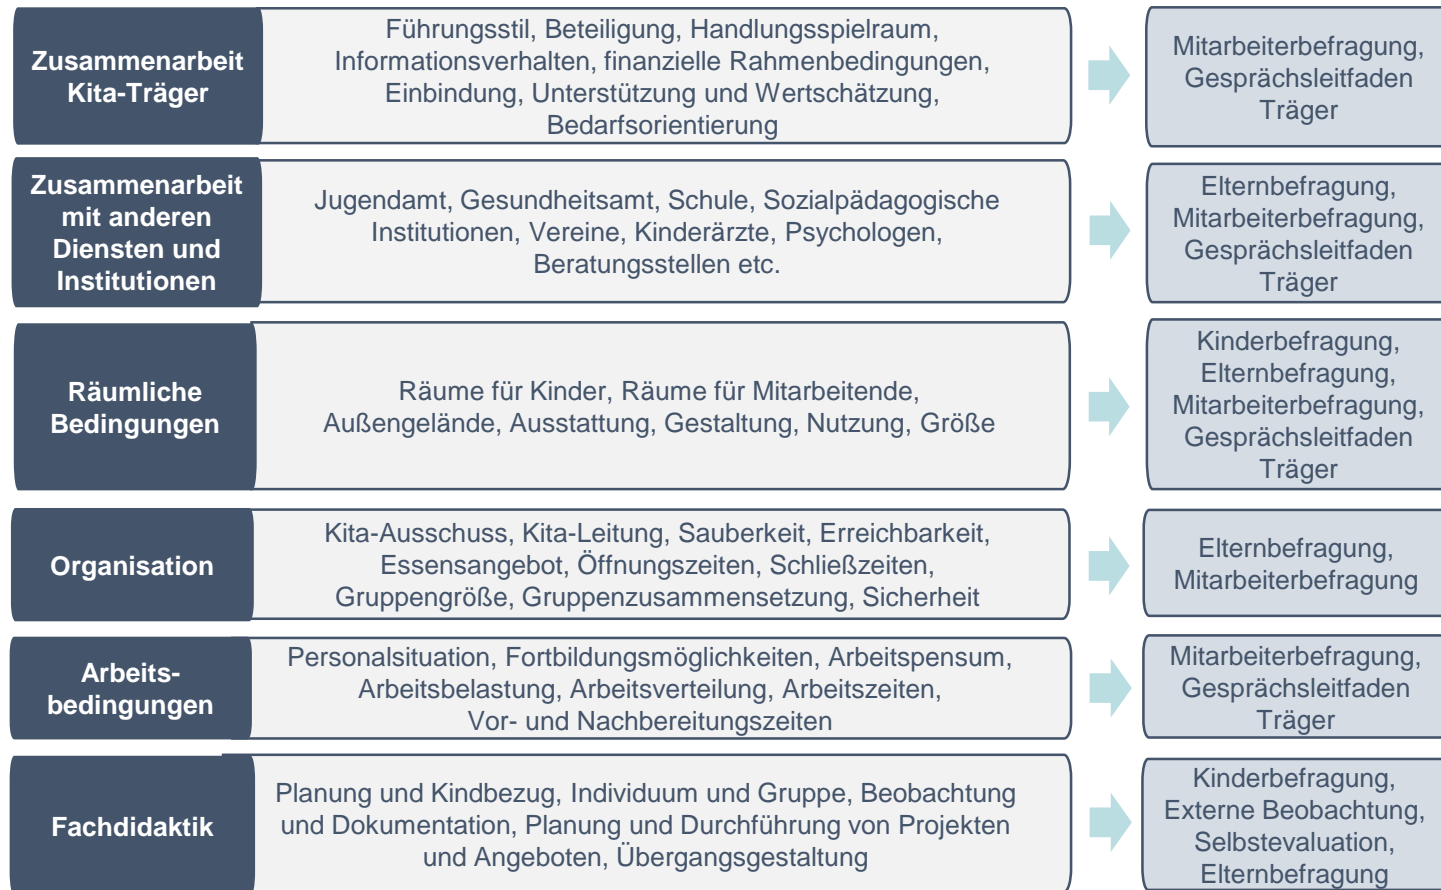 Zusammenarbeit
Kita-Träger
Führungsstil, Beteiligung, Handlungsspielraum,
Informationsverhalten, finanzielle Rahmenbedingungen,
Einbindung, Unterstützung und Wertschätzung,
Bedarfsorientierung
Mitarbeiterbefragung,
Gesprächsleitfaden
Träger
Zusammenarbeit
mit anderen
Diensten und
Institutionen
Jugendamt, Gesundheitsamt, Schule, Sozialpädagogische
Institutionen, Vereine, Kinderärzte, Psychologen,
Beratungsstellen etc.
Elternbefragung,
Mitarbeiterbefragung,
Gesprächsleitfaden
Träger
Räumliche
Bedingungen
Räume für Kinder, Räume für Mitarbeitende,
Außengelände, Ausstattung, Gestaltung, Nutzung, Größe
Kinderbefragung,
Elternbefragung,
Mitarbeiterbefragung,
Gesprächsleitfaden
Träger
Organisation
Kita-Ausschuss, Kita-Leitung, Sauberkeit, Erreichbarkeit,
Essensangebot, Öffnungszeiten, Schließzeiten,
Gruppengröße, Gruppenzusammensetzung, Sicherheit
Elternbefragung,
Mitarbeiterbefragung
Arbeits-
bedingungen
Personalsituation, Fortbildungsmöglichkeiten, Arbeitspensum,
Arbeitsbelastung, Arbeitsverteilung, Arbeitszeiten,
Vor- und Nachbereitungszeiten
Mitarbeiterbefragung,
Gesprächsleitfaden
Träger
Fachdidaktik
Planung und Kindbezug, Individuum und Gruppe, Beobachtung
und Dokumentation, Planung und Durchführung von Projekten
und Angeboten, Übergangsgestaltung
Kinderbefragung,
Externe Beobachtung,
Selbstevaluation,
Elternbefragung